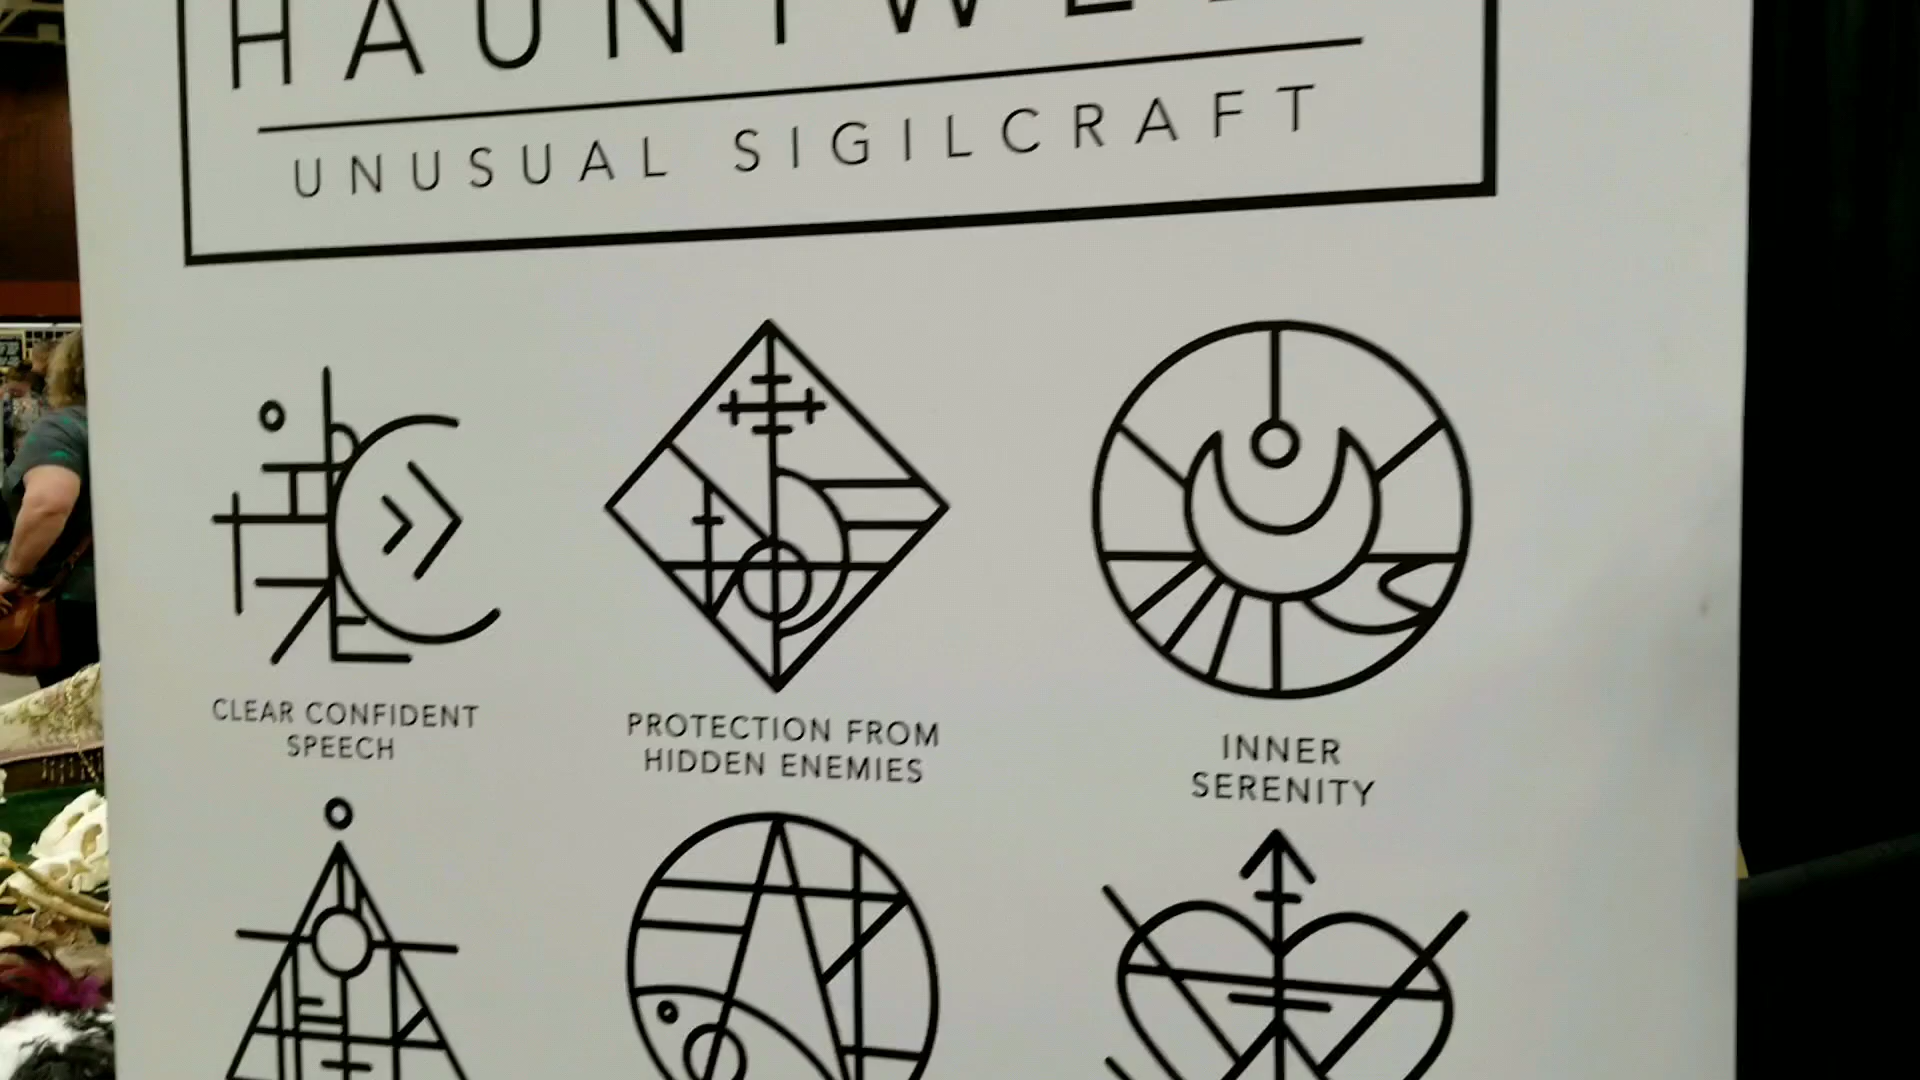 UNUSUAL SIGILCRAFT
CLEAR CONFIDENT
SPEECH
PROTECTION FROM
HIDDEN ENEMIES
INNER
SERENITY